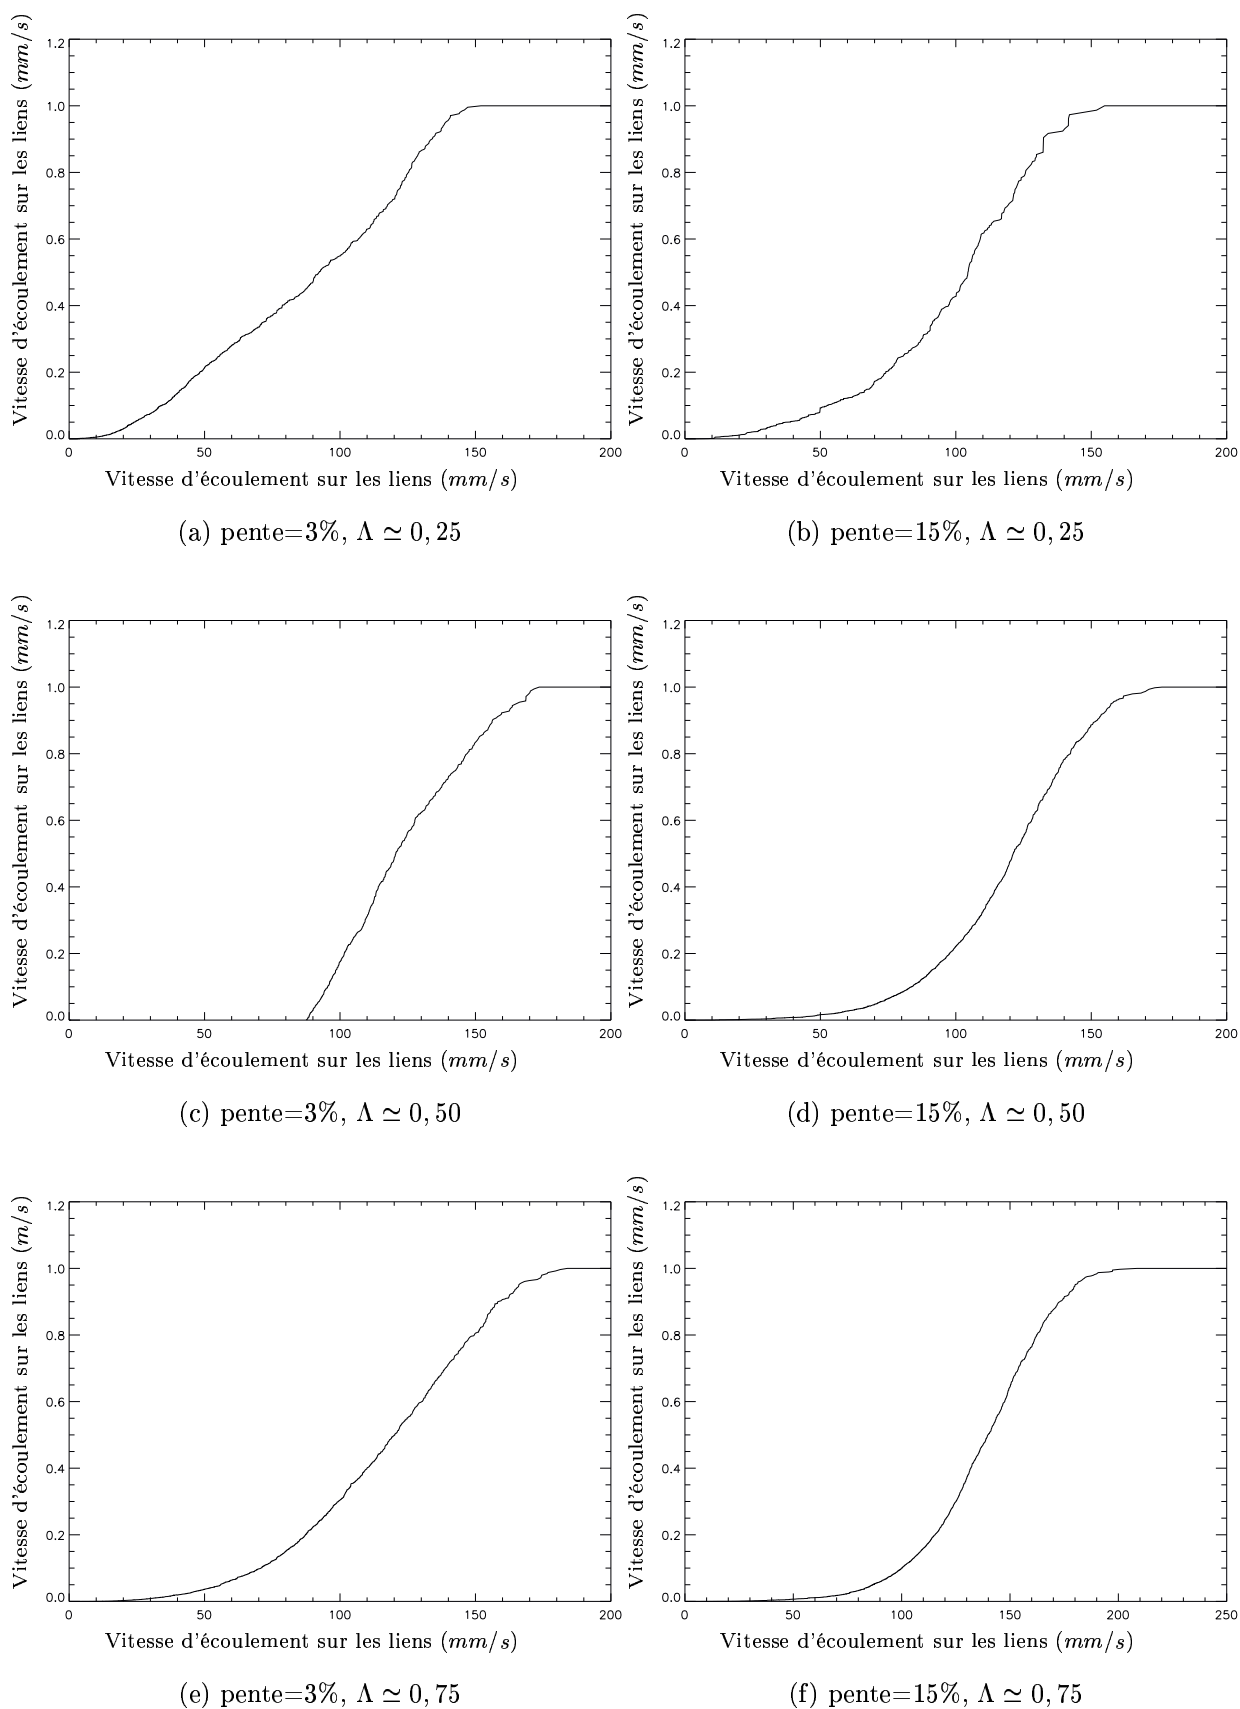 Vitesse d'écoulement sur les liens (mm/s)
1.2
1.0
0.8
0.6
0.4
0.2
0.0
0 50 100 150 200
Vitesse d'écoulement sur les liens (mm/s)
(a) pente=3%, Λ ≃ 0, 25
Vitesse d'écoulement sur les liens (mm/s)
1.2
1.0
0.8
0.6
0.4
0.2
0.0
0 50 100 150 200
Vitesse d'écoulement sur les liens (mm/s)
(b) pente=15%, Λ ≃ 0, 25
Vitesse d'écoulement sur les liens (mm/s)
1.2
1.0
0.8
0.6
0.4
0.2
0.0
0 50 100 150 200
Vitesse d'écoulement sur les liens (mm/s)
(c) pente=3%, Λ ≃ 0, 50
Vitesse d'écoulement sur les liens (mm/s)
1.2
1.0
0.8
0.6
0.4
0.2
0.0
0 50 100 150 200
Vitesse d'écoulement sur les liens (mm/s)
(d) pente=15%, Λ ≃ 0, 50
Vitesse d'écoulement sur les liens (m/s)
1.2
1.0
0.8
0.6
0.4
0.2
0.0
0 50 100 150 200
Vitesse d'écoulement sur les liens (mm/s)
(e) pente=3%, Λ ≃ 0, 75
Vitesse d'écoulement sur les liens (mm/s)
1.2
1.0
0.8
0.6
0.4
0.2
0.0
0 50 100 150 200 250
Vitesse d'écoulement sur les liens (mm/s)
(f) pente=15%, Λ ≃ 0, 75